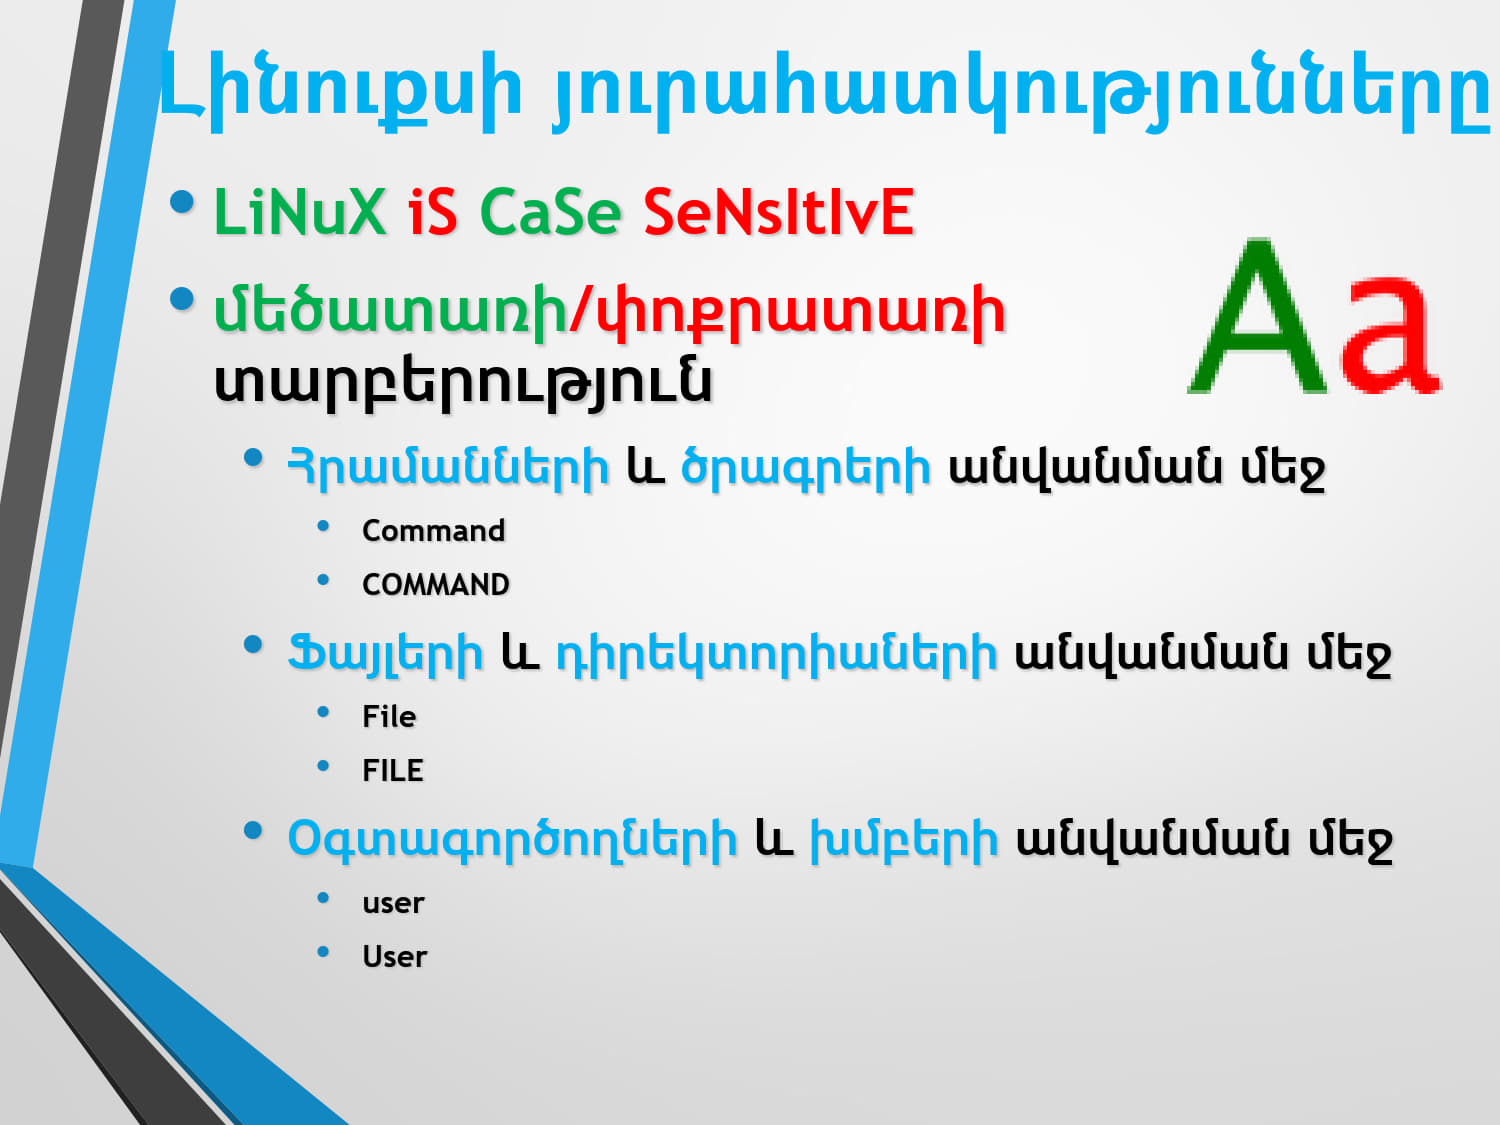 Լինուքսի յուրահատկությունները
LiNuX iS CaSe SeNsItIvE
մեծատառի/փոքրատառի
տարբերություն
Aa
Հրամանների և ծրագրերի անվանման մեջ
Command
COMMAND
Ֆայլերի և դիրեկտորիաների անվանման մեջ
File
FILE
Օգտագործողների և խմբերի անվանման մեջ
user
User